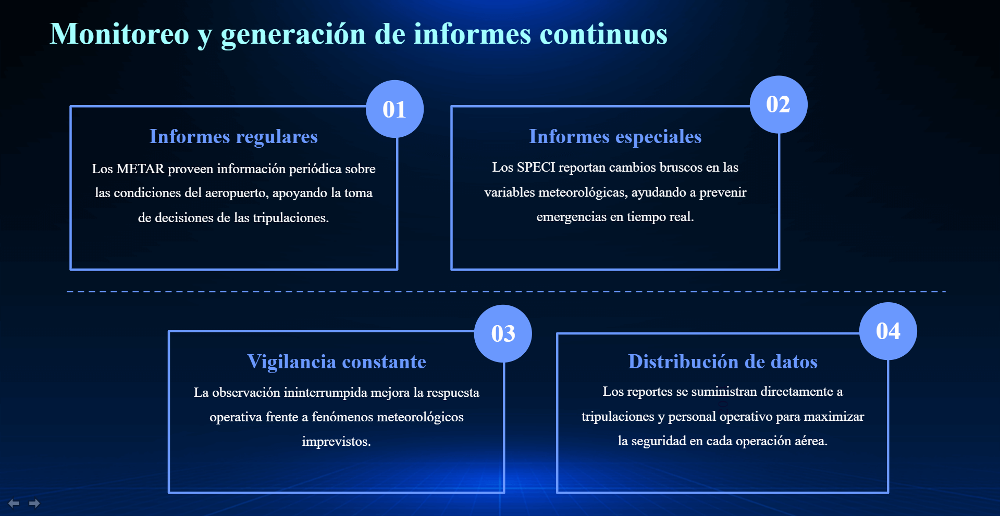 Monitoreo y generación de informes continuos
01
Informes regulares
Los METAR proveen información periódica sobre
las condiciones del aeropuerto, apoyando la toma
de decisiones de las tripulaciones.
02
Informes especiales
Los SPECI reportan cambios bruscos en las
variables meteorológicas, ayudando a prevenir
emergencias en tiempo real.
03
Vigilancia constante
La observación ininterrumpida mejora la respuesta
operativa frente a fenómenos meteorológicos
imprevistos.
04
Distribución de datos
Los reportes se suministran directamente a
tripulaciones y personal operativo para maximizar
la seguridad en cada operación aérea.